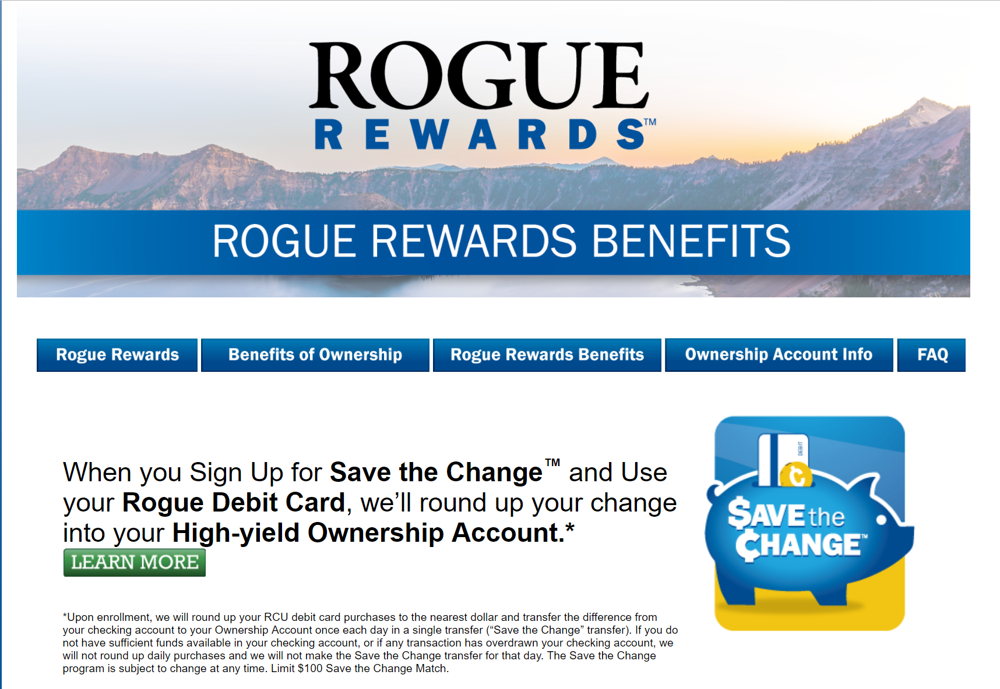 ROGUE
REWARDS™
ROGUE REWARDS BENEFITS
Rogue Rewards
Benefits of Ownership
Rogue Rewards Benefits
Ownership Account Info
FAQ
When you Sign Up for Save the Change™ and Use
your Rogue Debit Card, we’ll round up your change
into your High-yield Ownership Account.*
LEARN MORE
DEBIT
$AVE the
¢HANGE™
*Upon enrollment, we will round up your RCU debit card purchases to the nearest dollar and transfer the difference from
your checking account to your Ownership Account once each day in a single transfer (“Save the Change” transfer). If you do
not have sufficient funds available in your checking account, or if any transaction has overdrawn your checking account, we
will not round up daily purchases and we will not make the Save the Change transfer for that day. The Save the Change
program is subject to change at any time. Limit $100 Save the Change Match.